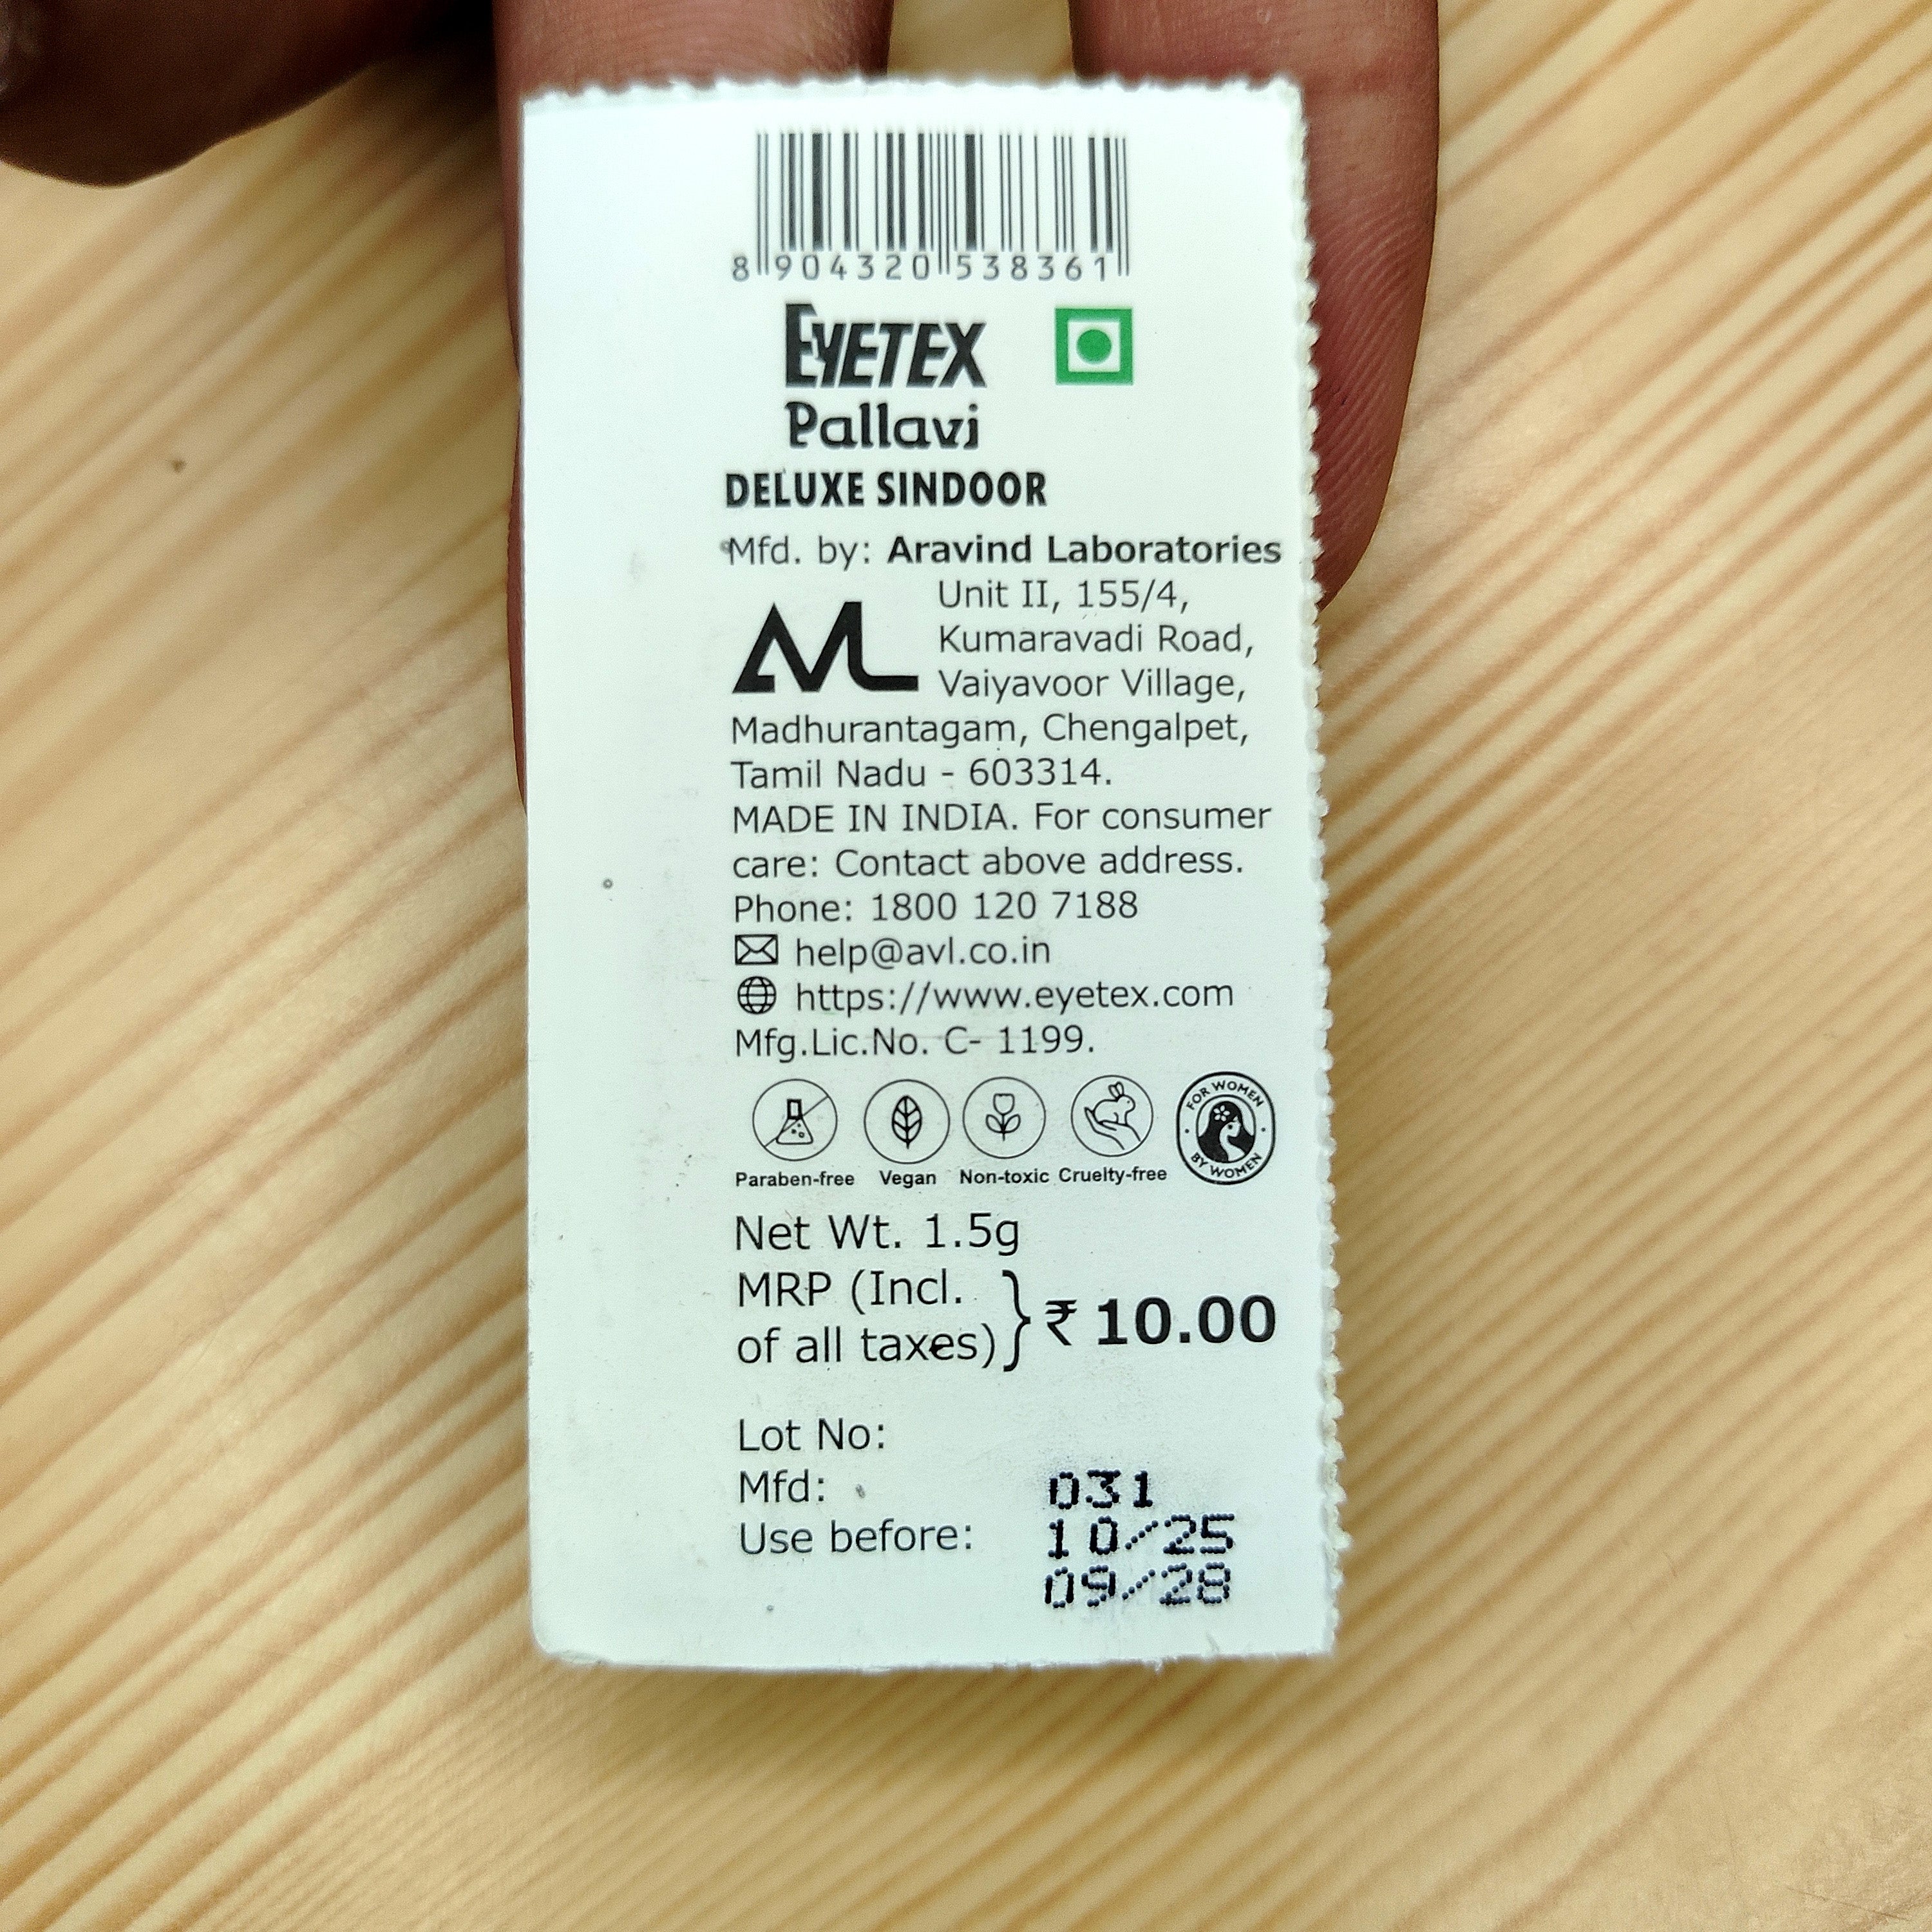 8 904320 538361
EYETEX
Pallavi
DELUXE SINDOOR
Mfd. by: Aravind Laboratories
Unit II, 155/4,
Kumaravadi Road,
Vaiyavoor Village,
Madhurantagam, Chengalpet,
Tamil Nadu - 603314.
MADE IN INDIA. For consumer
care: Contact above address.
Phone: 1800 120 7188
help@avl.co.in
https://www.eyetex.com
Mfg.Lic.No. C- 1199.
FOR WOMEN
BY WOMEN
Paraben-free Vegan Non-toxic Cruelty-free
Net Wt. 1.5g
MRP (Incl.
of all taxes) } ₹ 10.00
Lot No:
Mfd: 031
Use before: 10/25
09/28